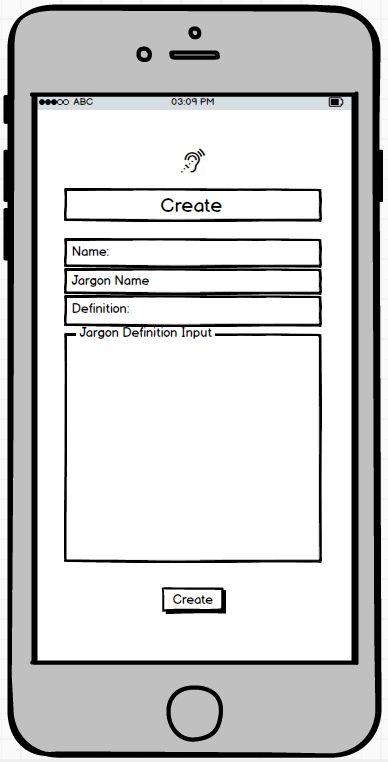 ABC 03:09 PM
Create
Name:
Jargon Name
Definition:
Jargon Definition Input
Create